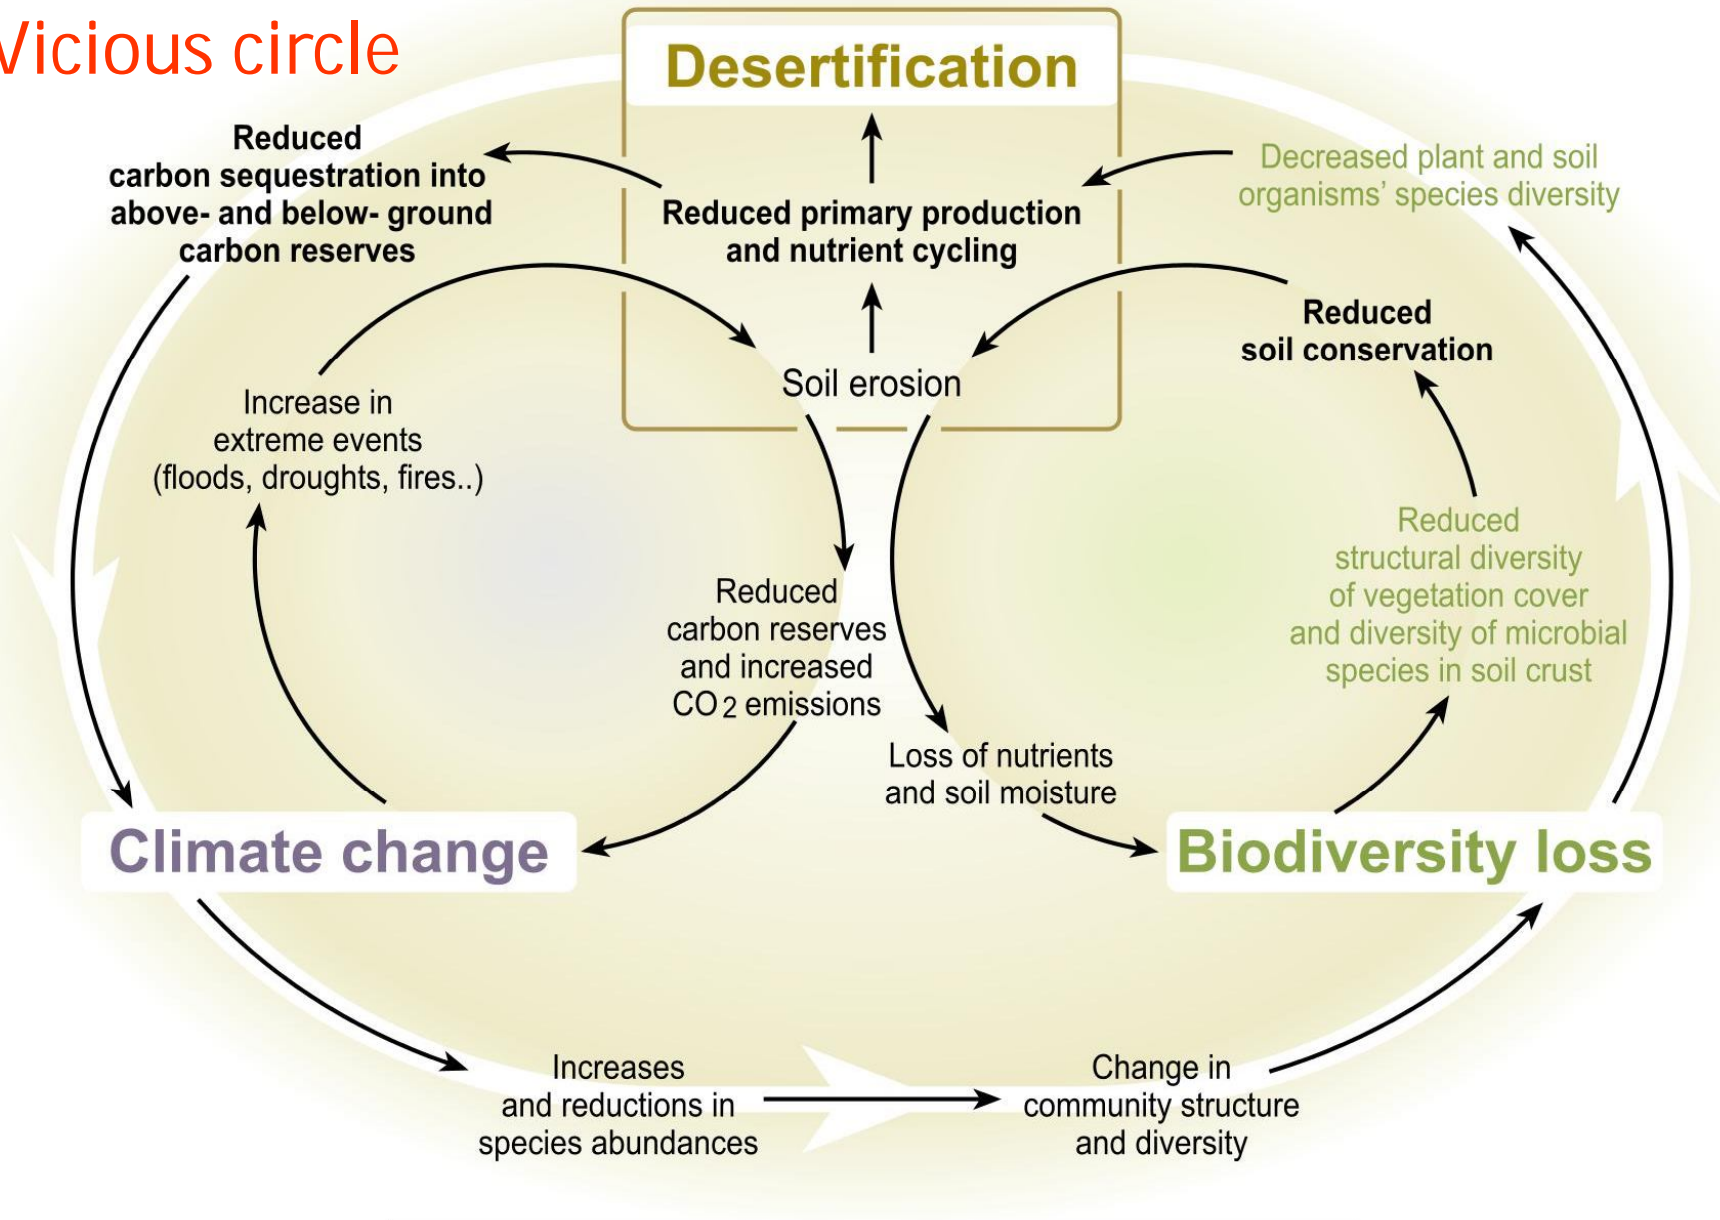 Vicious circle
Desertification
Reduced
carbon sequestration into
above- and below- ground
carbon reserves
Reduced primary production
and nutrient cycling
Decreased plant and soil
organisms' species diversity
Reduced
soil conservation
Soil erosion
Increase in
extreme events
(floods, droughts, fires..)
Reduced
structural diversity
of vegetation cover
and diversity of microbial
species in soil crust
Reduced
carbon reserves
and increased
CO2 emissions
Loss of nutrients
and soil moisture
Climate change
Biodiversity loss
Increases
and reductions in
species abundances
Change in
community structure
and diversity